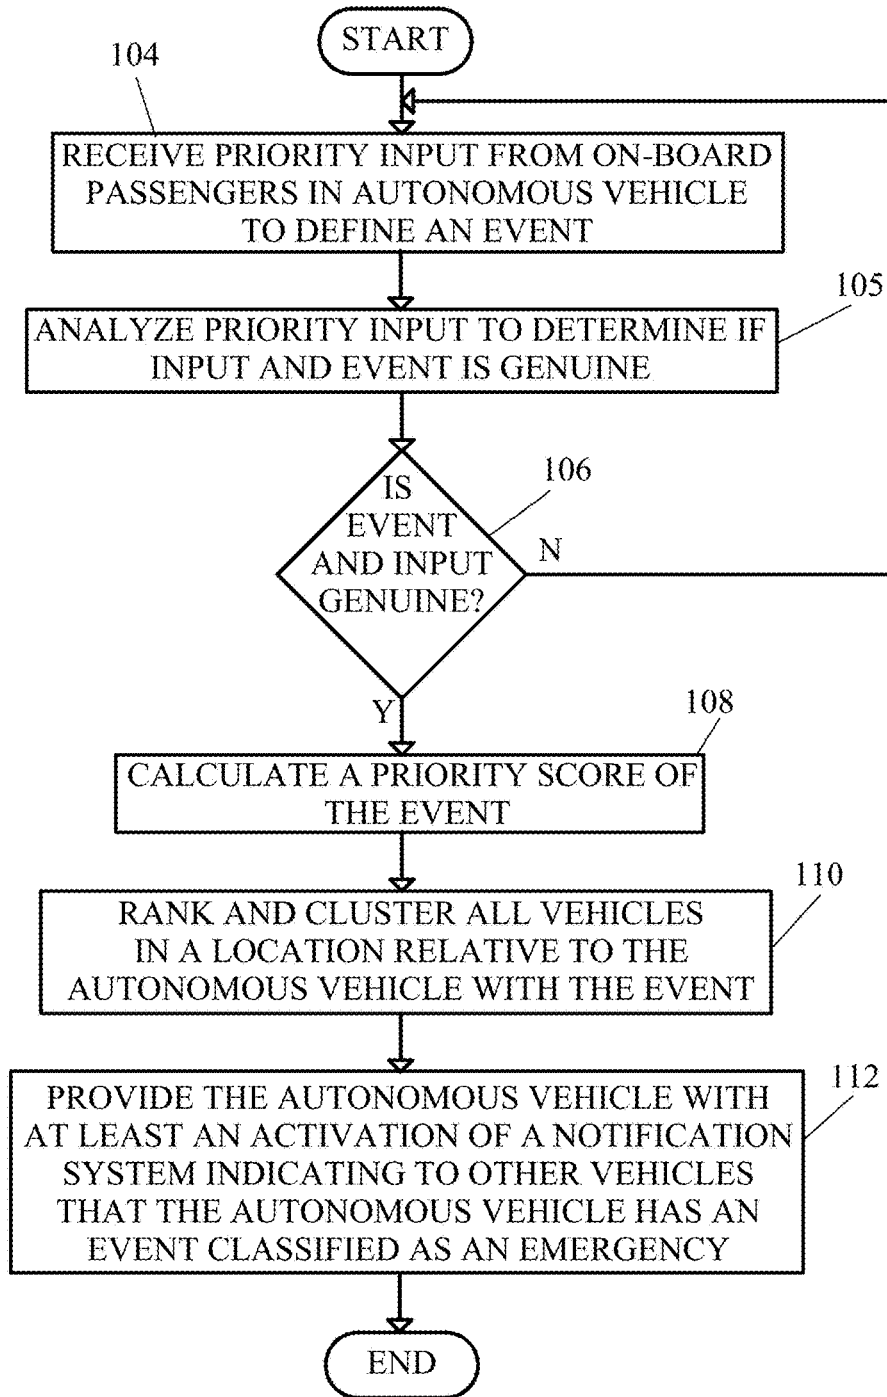 START
104
RECEIVE PRIORITY INPUT FROM ON-BOARD
PASSENGERS IN AUTONOMOUS VEHICLE
TO DEFINE AN EVENT
105
ANALYZE PRIORITY INPUT TO DETERMINE IF
INPUT AND EVENT IS GENUINE
106
IS
EVENT
AND INPUT
GENUINE?
N
Y
108
CALCULATE A PRIORITY SCORE OF
THE EVENT
110
RANK AND CLUSTER ALL VEHICLES
IN A LOCATION RELATIVE TO THE
AUTONOMOUS VEHICLE WITH THE EVENT
112
PROVIDE THE AUTONOMOUS VEHICLE WITH
AT LEAST AN ACTIVATION OF A NOTIFICATION
SYSTEM INDICATING TO OTHER VEHICLES
THAT THE AUTONOMOUS VEHICLE HAS AN
EVENT CLASSIFIED AS AN EMERGENCY
END